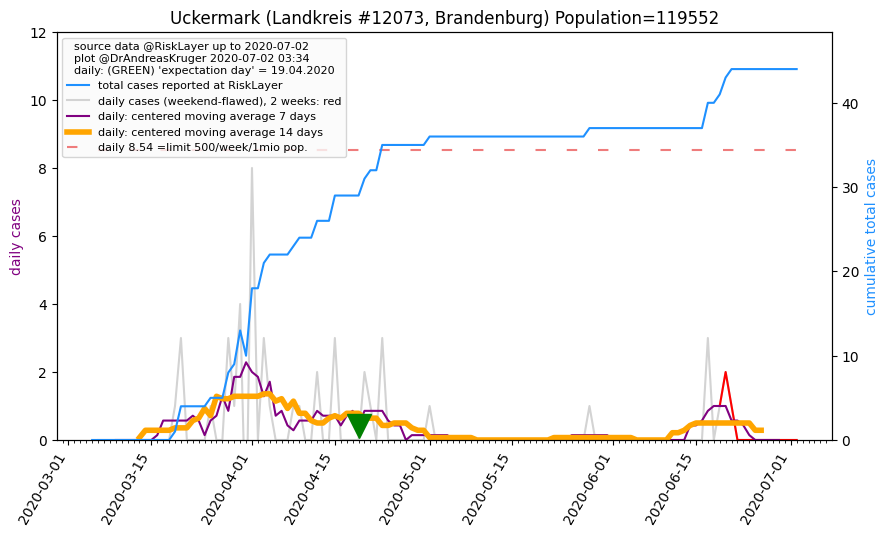 Uckermark (Landkreis #12073, Brandenburg) Population=119552
source data @RiskLayer up to 2020-07-02
plot @DrAndreasKruger 2020-07-02 03:34
daily: (GREEN) 'expectation day' = 19.04.2020
total cases reported at RiskLayer
daily cases (weekend-flawed), 2 weeks: red
daily: centered moving average 7 days
daily: centered moving average 14 days
daily 8.54 =limit 500/week/1mio pop.
daily cases
12
10
8
6
4
2
0
cumulative total cases
40
30
20
10
0
2020-03-01
2020-03-15
2020-04-01
2020-04-15
2020-05-01
2020-05-15
2020-06-01
2020-06-15
2020-07-01